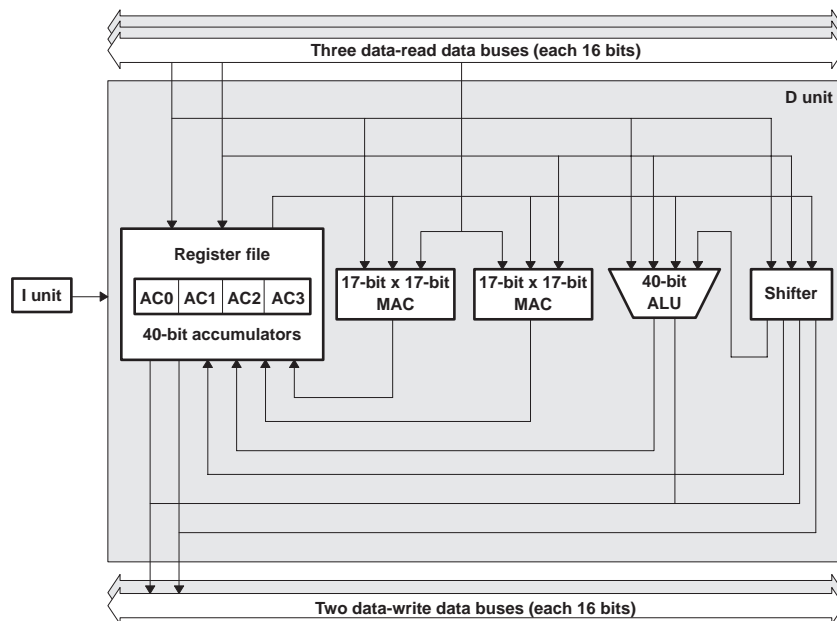 Three data-read data buses (each 16 bits)
D unit
Register file
I unit
AC0 AC1 AC2 AC3
40-bit accumulators
17-bit x 17-bit
MAC
17-bit x 17-bit
MAC
40-bit
ALU
Shifter
Two data-write data buses (each 16 bits)